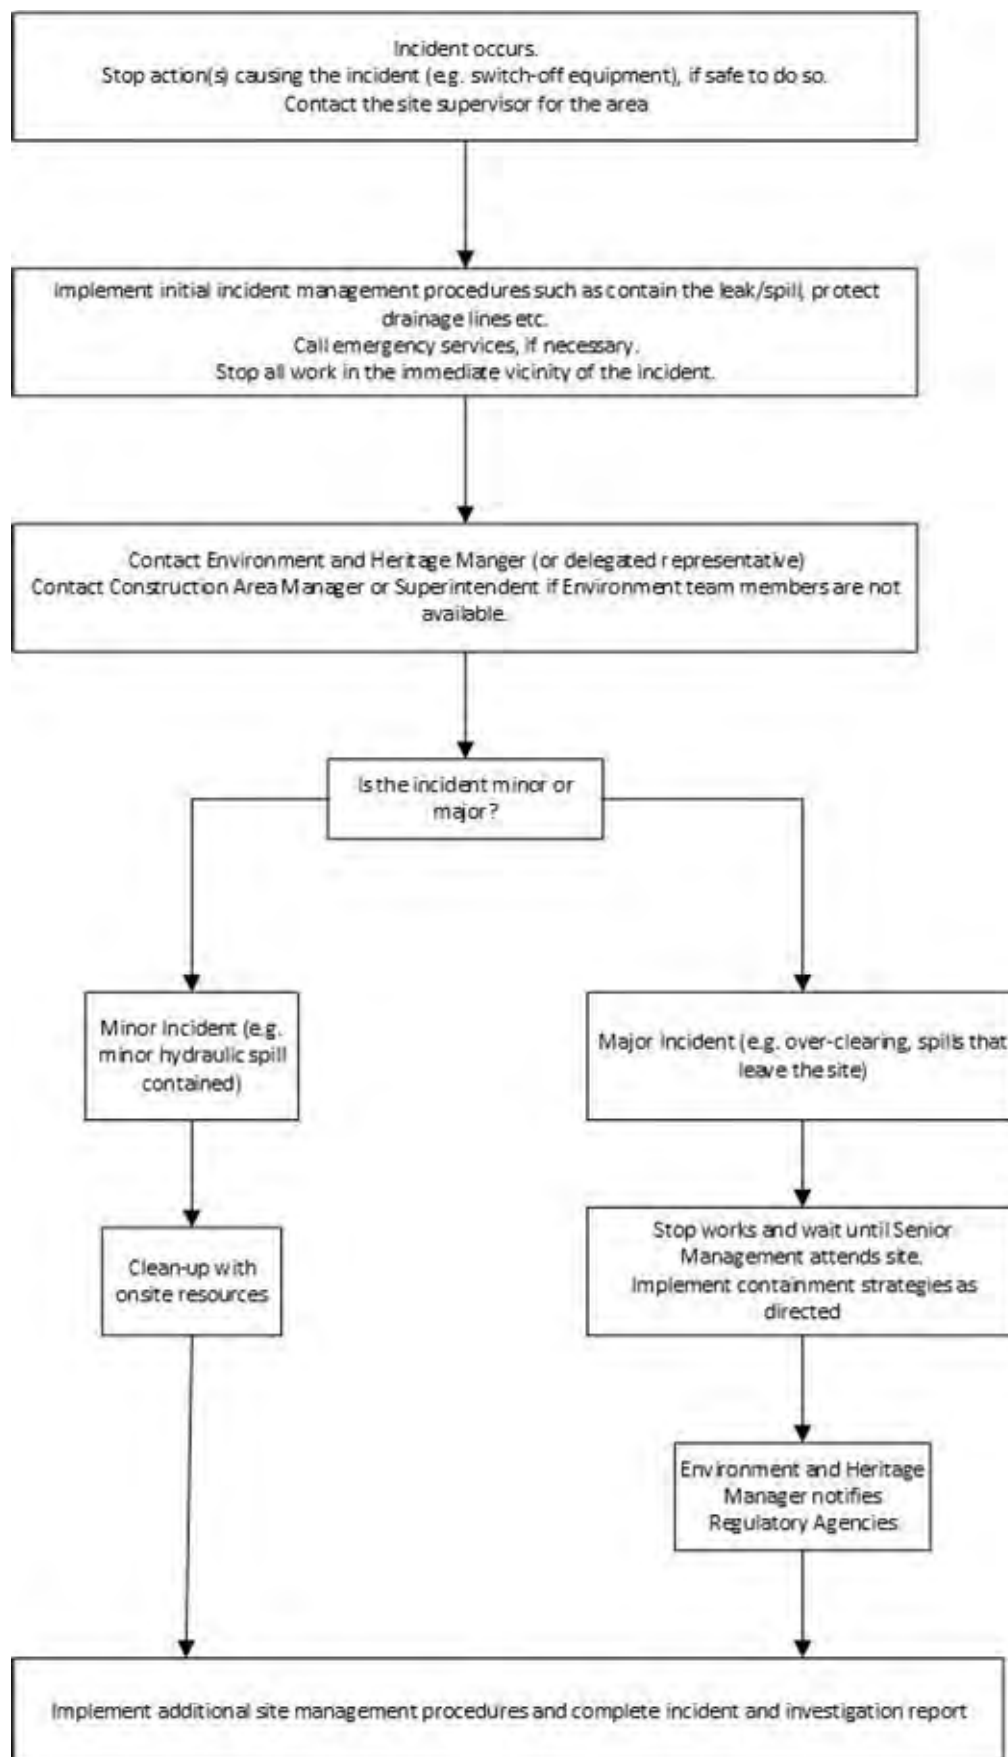 Incident occurs.
Stop action(s) causing the incident (e.g. switch-off equipment), if safe to do so.
Contact the site supervisor for the area
Implement initial incident management procedures such as contain the leak/spill, protect
drainage lines etc.
Call emergency services, if necessary.
Stop all work in the immediate vicinity of the incident.
Contact Environment and Heritage Manger (or delegated representative)
Contact Construction Area Manager or Superintendent if Environment team members are not
available.
Is the incident minor or
major?
Minor Incident (e.g.
minor hydraulic spill
contained)
Major Incident (e.g. over-clearing, spills that
leave the site)
Clean-up with
onsite resources
Stop works and wait until Senior
Management attends site.
Implement containment strategies as
directed
Environment and Heritage
Manager notifies
Regulatory Agencies
Implement additional site management procedures and complete incident and investigation report